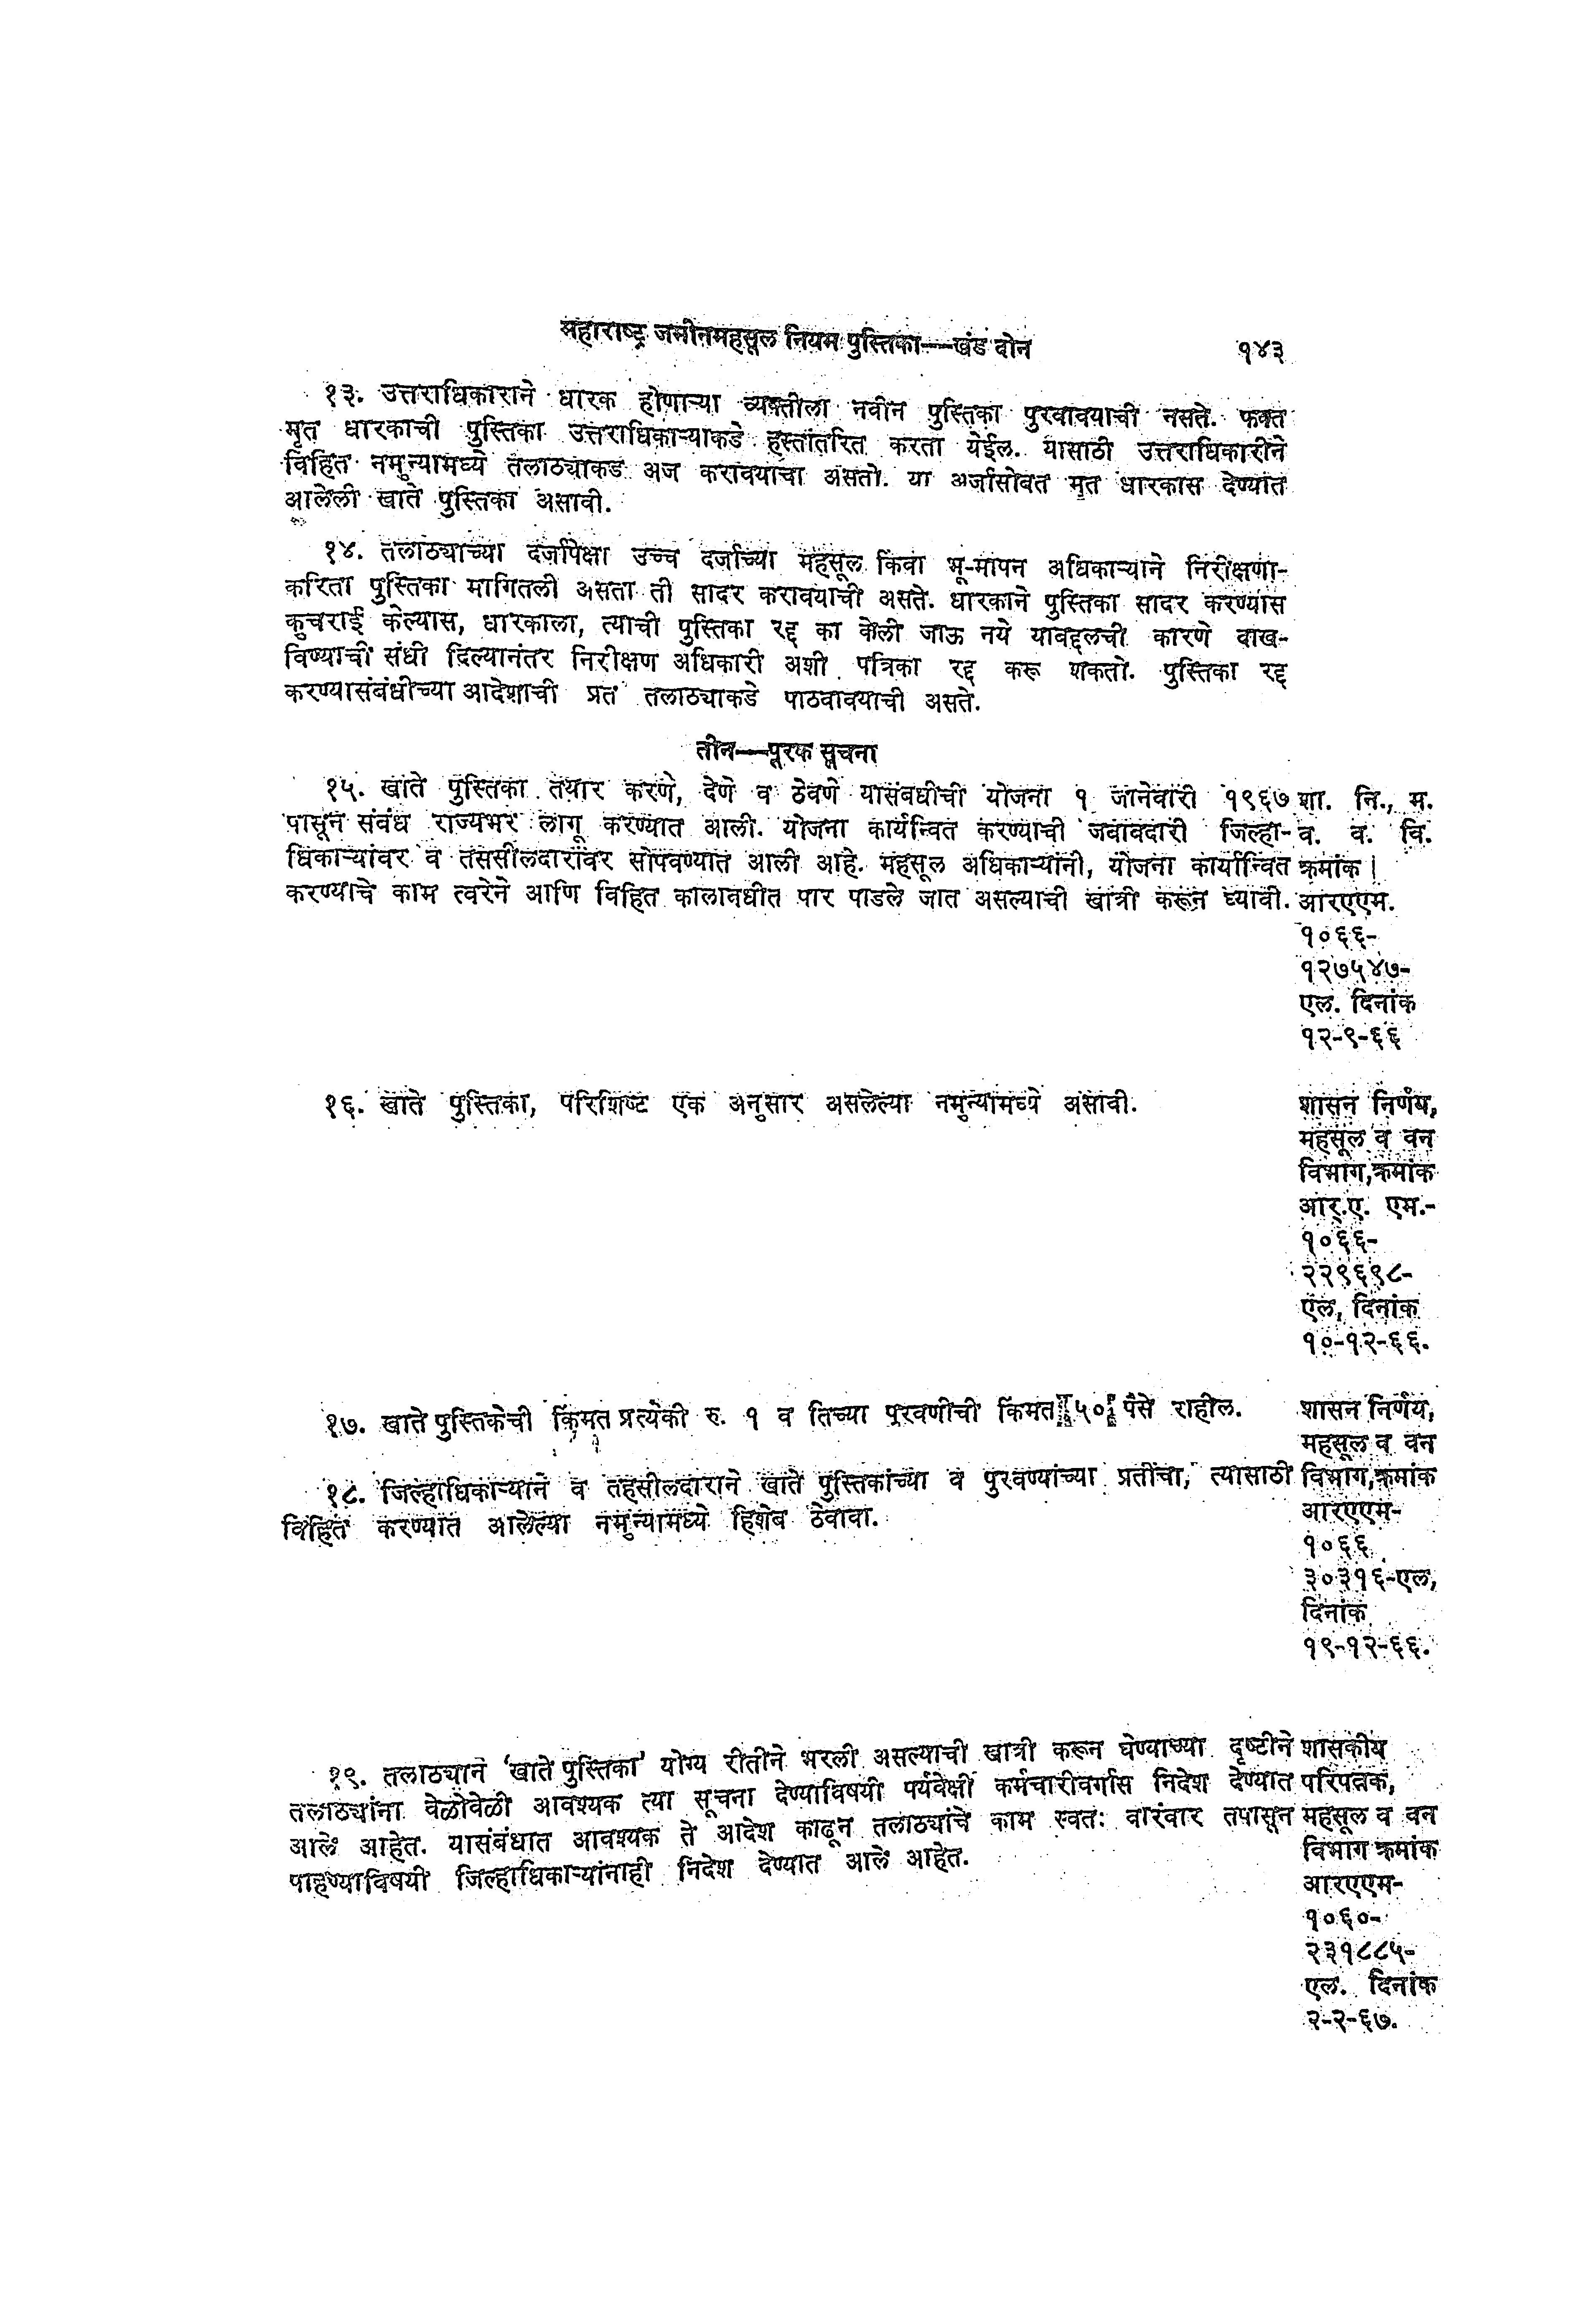 महाराष्ट्र जमीनमहसूल नियम पुस्तिका—खंड दोन १४३
१३. उत्तराधिकाराने धारक होणाऱ्या व्यक्तीला नवीन पुस्तिका पुरवावयाची नसते. फक्त
मृत धारकाची पुस्तिका उत्तराधिकाऱ्याकडे हस्तांतरित करता येईल. यासाठी उत्तराधिकारीने
विहित नमुन्यामध्ये तलाठ्याकड अज करावयाचा असतो. या अर्जासोबत मृत धारकास देण्यात
आलेली खाते पुस्तिका असावी.
१४. तलाठ्याच्या दर्जापेक्षा उच्च दर्जाच्या महसूल किंवा भू-मापन अधिकाऱ्याने निरीक्षणा-
करिता पुस्तिका मागितली असता ती सादर करावयाची असते. धारकाने पुस्तिका सादर करण्यास
कुचराई केल्यास, धारकाला, त्याची पुस्तिका रद्द का केली जाऊ नये याबद्दलची कारणे दाख-
विण्याची संधी दिल्यानंतर निरीक्षण अधिकारी अशी पत्रिका रद्द करू शकतो. पुस्तिका रद्द
करण्यासंबंधीच्या आदेशाची प्रत तलाठ्याकडे पाठवावयाची असते.
तीन—पूरक सूचना
१५. खाते पुस्तिका तयार करणे, देणे व ठेवणे यासंबधीची योजना १ जानेवारी १९६७
पासून संबंध राज्यभर लागू करण्यात आली. योजना कार्यन्वित करण्याची जबाबदारी जिल्हा-
धिकाऱ्यांवर व तससीलदारांवर सोपवण्यात आली आहे. महसूल अधिकाऱ्यांनी, योजना कार्यान्वित
करण्याचे काम त्वरेने आणि विहित कालावधीत पार पाडले जात असल्याची खात्री करून घ्यावी.
शा. नि., म.
व. व. वि.
क्रमांक
आरएएम.
१०६६-
१२७५४७-
एल. दिनांक
१२-९-६६
१६. खाते पुस्तिका, परिशिष्ट एक अनुसार असलेल्या नमुन्यामध्ये असावी.
शासन निर्णय,
महसूल व वन
विभाग,क्रमांक
आर्.ए. एम.-
१०६६-
२२९६९८-
एल, दिनांक
१०-१२-६६.
१७. खाते पुस्तिकेची किंमत प्रत्येकी रु. १ व तिच्या पुरवणीची किंमत ५० पैसे राहील.
१८. जिल्हाधिकाऱ्याने व तहसीलदाराने खाते पुस्तिकांच्या व पुरवण्यांच्या प्रतींचा, त्यासाठी
विहित करण्यात आलेल्या नमुन्यामध्ये हिशेब ठेवावा.
शासन निर्णय,
महसूल व वन
विभाग,क्रमांक
आरएएम-
१०६६
३०३१६-एल,
दिनांक
१९-१२-६६.
१९. तलाठ्याने 'खाते पुस्तिका' योग्य रीतीने भरली असल्याची खात्री करून घेण्याच्या दृष्टीने
तलाठ्यांना वेळोवेळी आवश्यक त्या सूचना देण्याविषयी पर्यवेक्षी कर्मचारीवर्गास निदेश देण्यात
आले आहेत. यासंबंधात आवश्यक ते आदेश काढून तलाठ्यांचे काम स्वतः वारंवार तपासून
पाहण्याविषयी जिल्हाधिकाऱ्यांनाही निदेश देण्यात आले आहेत.
शासकीय
परिपत्रक,
महसूल व वन
विभाग क्रमांक
आरएएम-
१०६०-
२३१८८५-
एल. दिनांक
२-२-६७.